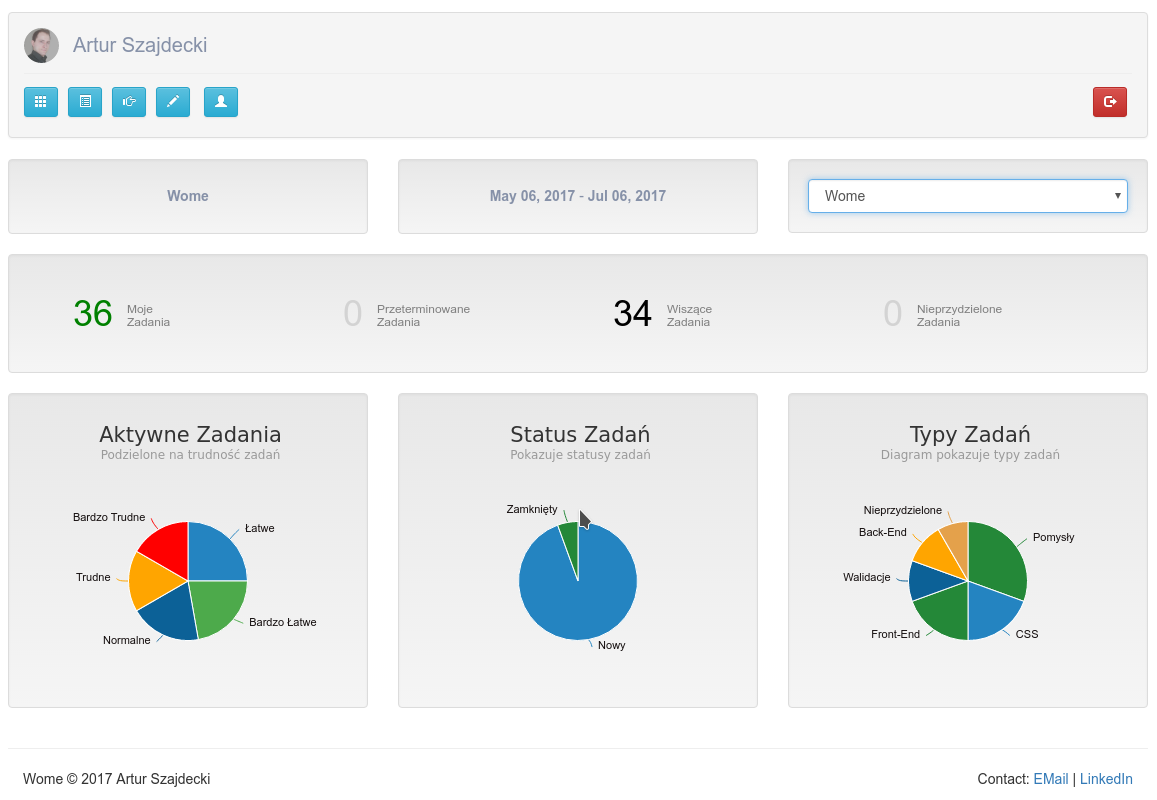 Artur Szajdecki
Wome
May 06, 2017 - Jul 06, 2017
Wome
36
Moje
Zadania
0
Przeterminowane
Zadania
34
Wiszące
Zadania
0
Nieprzydzielone
Zadania
Aktywne Zadania
Podzielone na trudność zadań
Bardzo Trudne
Łatwe
Trudne
Bardzo Łatwe
Normalne
Status Zadań
Pokazuje statusy zadań
Zamknięty
Nowy
Typy Zadań
Diagram pokazuje typy zadań
Nieprzydzielone
Back-End
Pomysły
Walidacje
Front-End
CSS
Wome © 2017 Artur Szajdecki
Contact: EMail | LinkedIn